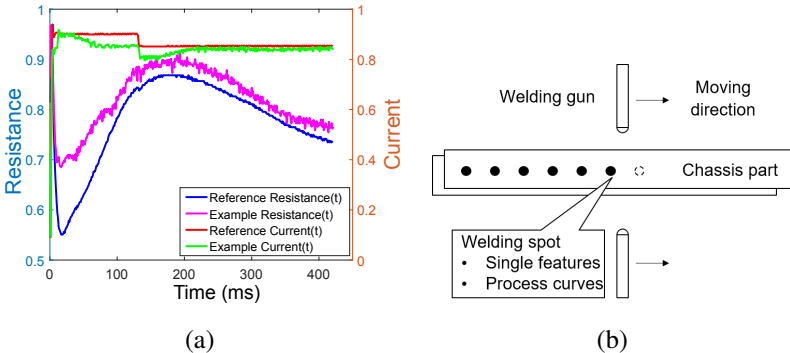 (a)
1
0.9
0.8
0.7
0.6
0.5
Resistance
1
0.8
0.6
0.4
0.2
0
Current
0
100
200
300
400
Time (ms)
Reference Resistance(t)
Example Resistance(t)
Reference Current(t)
Example Current(t)
Welding gun
Moving
direction
Chassis part
Welding spot
• Single features
• Process curves
(b)